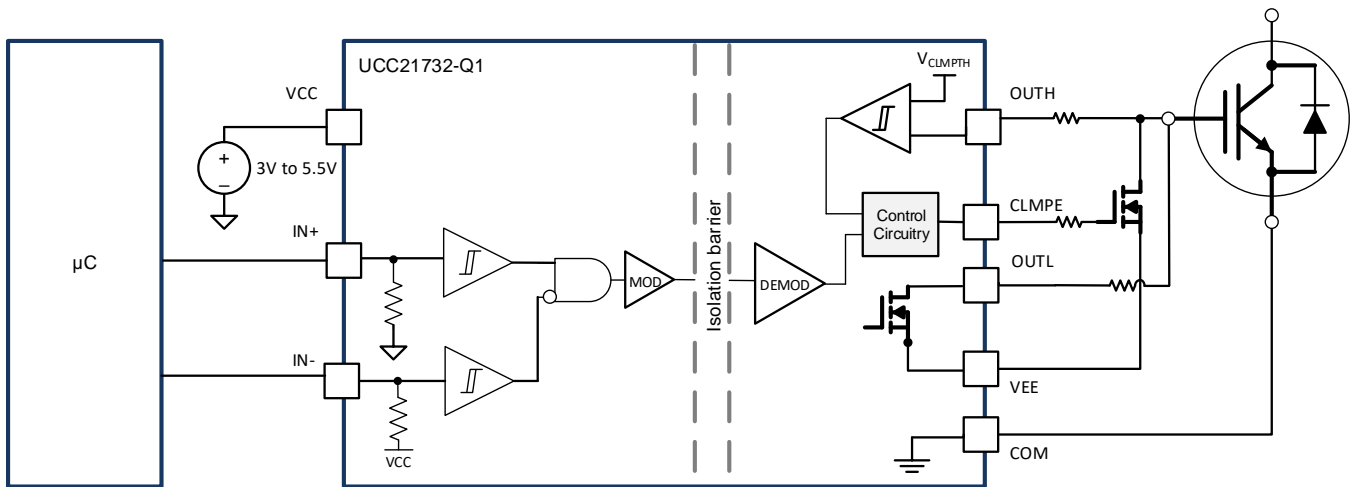 UCC21732-Q1
VCLMPTH
VCC
OUTH
+
3V to 5.5V
−
CLMPE
Control
Circuitry
IN+
µC
MOD
Isolation barrier
DEMOD
OUTL
IN-
VEE
VCC
COM